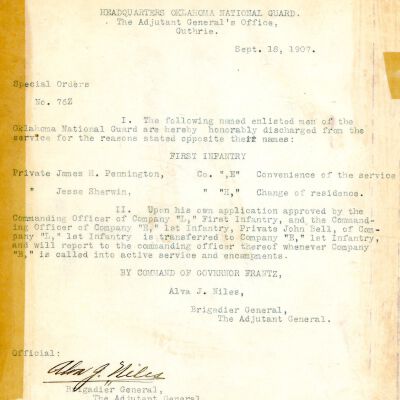 HEADQUARTERS OKLAHOMA NATIONAL GUARD.
The Adjutant General's Office,
Guthrie.
Sept. 18, 1907.
Special Orders
No. 762
I. The following named enlisted men of the
Oklahoma National Guard are hereby honorably discharged from the
service for the reasons stated opposite their names:
FIRST INFANTRY
Private James H. Pennington, Co. ",E" Convenience of the service
" Jesse Sherwin, " "H," Change of residence.
II. Upon his own application approved by the
Commanding Officer of Company "L," First Infantry, and the Command-
ing Officer of Company "E," 1st Infantry, Private John Bell, of Com-
pany "L," 1st Infantry is transferred to Company "E," 1st Infantry,
and will report to the commanding officer thereof whenever Company
"H," is called into active service and encampments.
BY COMMAND OF GOVERNOR FRANTZ,
Alva J. Niles,
Brigadier General,
The Adjutant General.
Official:
Alva J. Niles
Brigadier General,
The Adjutant General